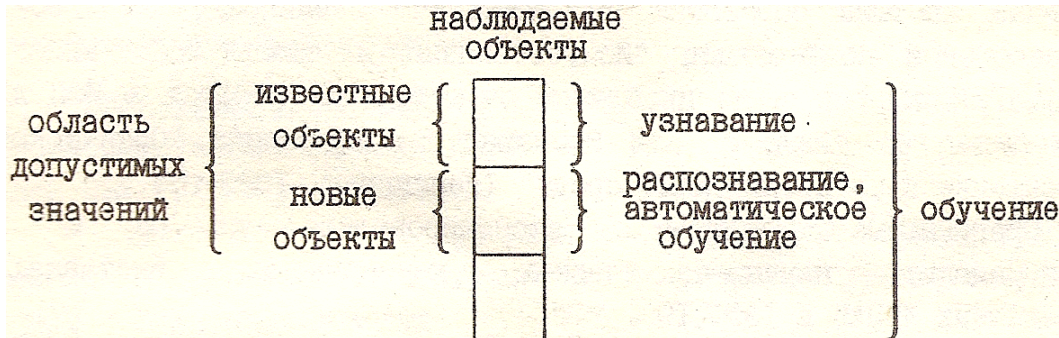 наблюдаемые
объекты
область
допустимых
значений
известные
объекты
новые
объекты
узнавание
распознавание,
автоматическое
обучение
обучение